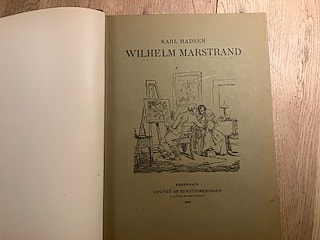 KARL MADSEN
WILHELM MARSTRAND
KØBENHAVN
UDGIVET AF KUNSTFORENINGEN